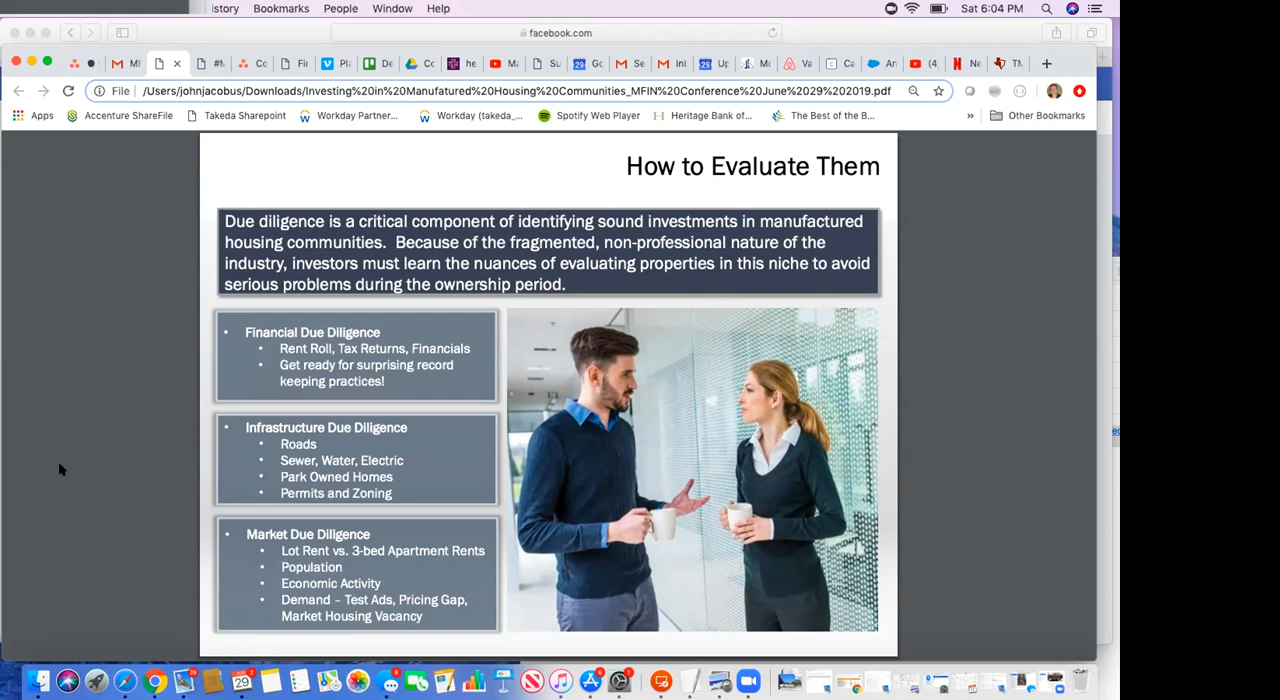 istory Bookmarks People Window Help Sat 6:04 PM
facebook.com
File /Users/johnjacobus/Downloads/Investing%20in%20Manufatured%20Housing%20Communities_MFIN%20Conference%20June%2029%202019.pdf
Apps Accenture ShareFile Takeda Sharepoint Workday Partner... Workday (takeda_... Spotify Web Player Heritage Bank of... The Best of the B... » Other Bookmarks
How to Evaluate Them
Due diligence is a critical component of identifying sound investments in manufactured
housing communities. Because of the fragmented, non-professional nature of the
industry, investors must learn the nuances of evaluating properties in this niche to avoid
serious problems during the ownership period.
• Financial Due Diligence
• Rent Roll, Tax Returns, Financials
• Get ready for surprising record
keeping practices!
• Infrastructure Due Diligence
• Roads
• Sewer, Water, Electric
• Park Owned Homes
• Permits and Zoning
• Market Due Diligence
• Lot Rent vs. 3-bed Apartment Rents
• Population
• Economic Activity
• Demand – Test Ads, Pricing Gap,
Market Housing Vacancy